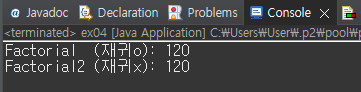 Javadoc Declaration Problems Console
<terminated> ex04 [Java Application] C:₩Users₩User₩.p2₩pool₩
Factorial (재귀o): 120
Factorial2 (재귀x): 120